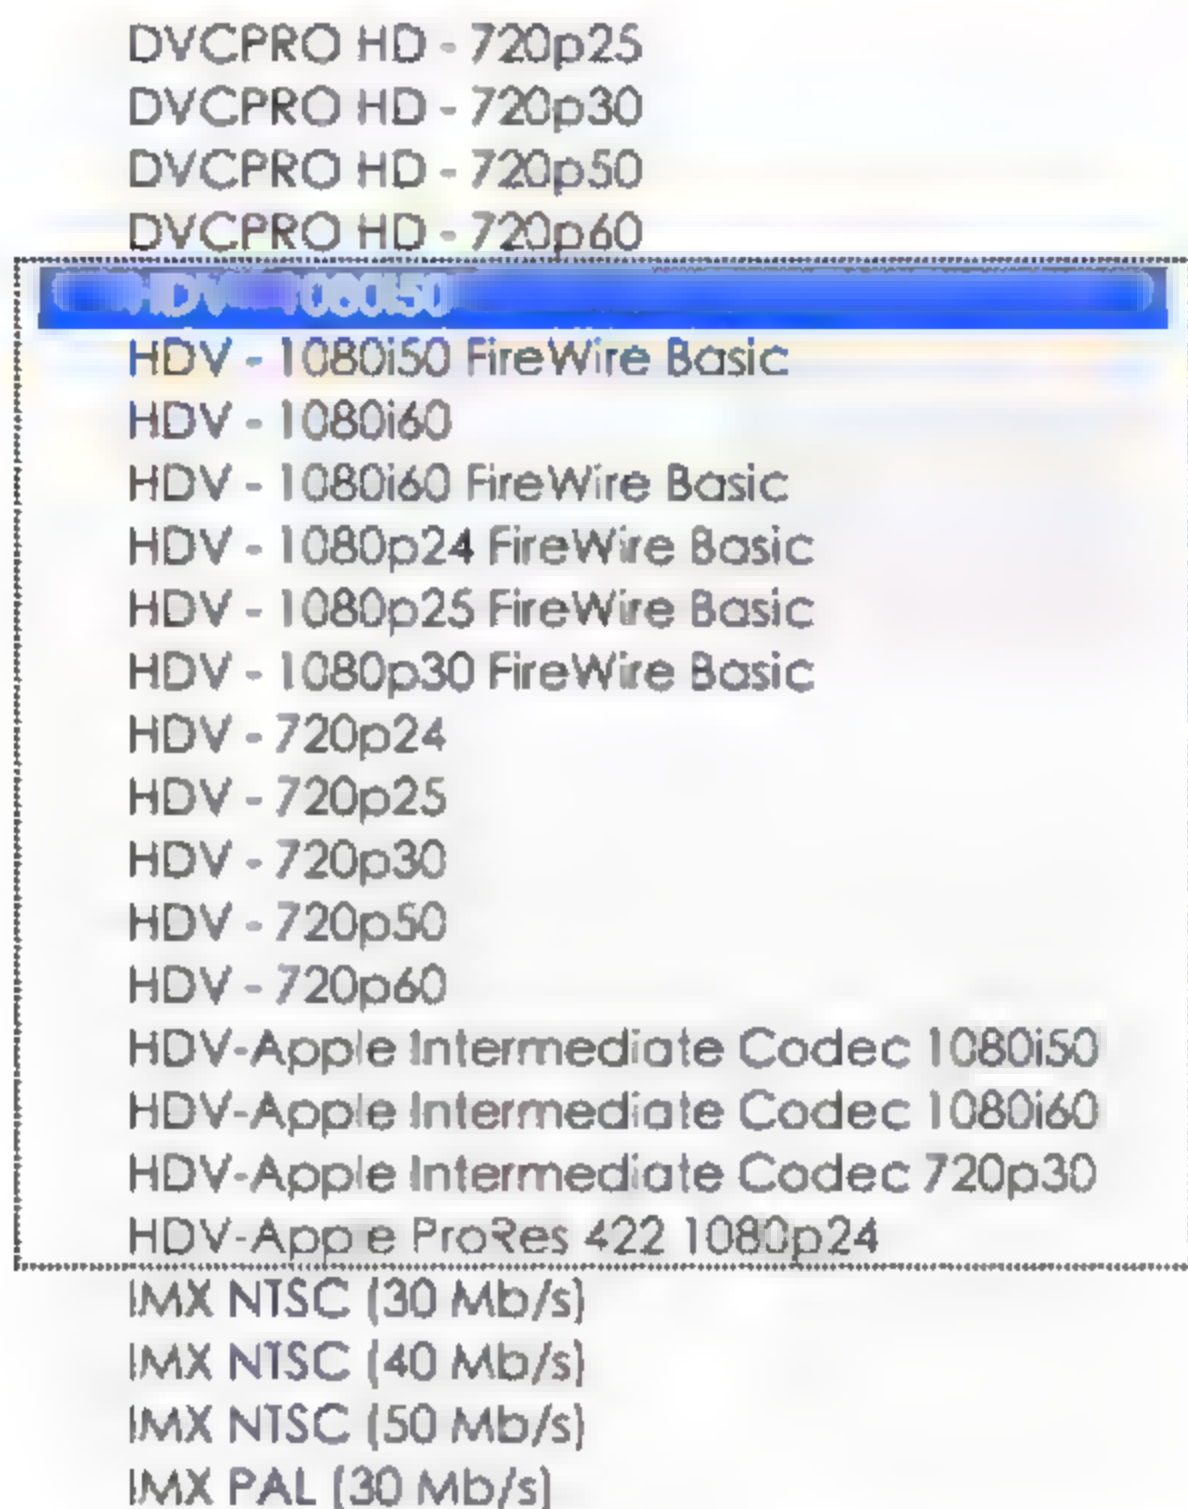 DVCPRO HD - 720p25
DVCPRO HD - 720p30
DVCPRO HD - 720p50
DVCPRO HD - 720p60
HDV - 1080i50
HDV - 1080i50 FireWire Basic
HDV - 1080i60
HDV - 1080i60 FireWire Basic
HDV - 1080p24 FireWire Basic
HDV - 1080p25 FireWire Basic
HDV - 1080p30 FireWire Basic
HDV - 720p24
HDV - 720p25
HDV - 720p30
HDV - 720p50
HDV - 720p60
HDV-Apple Intermediate Codec 1080i50
HDV-Apple Intermediate Codec 1080i60
HDV-Apple Intermediate Codec 720p30
HDV-Apple ProRes 422 1080p24
IMX NTSC (30 Mb/s)
IMX NTSC (40 Mb/s)
IMX NTSC (50 Mb/s)
IMX PAL (30 Mb/s)